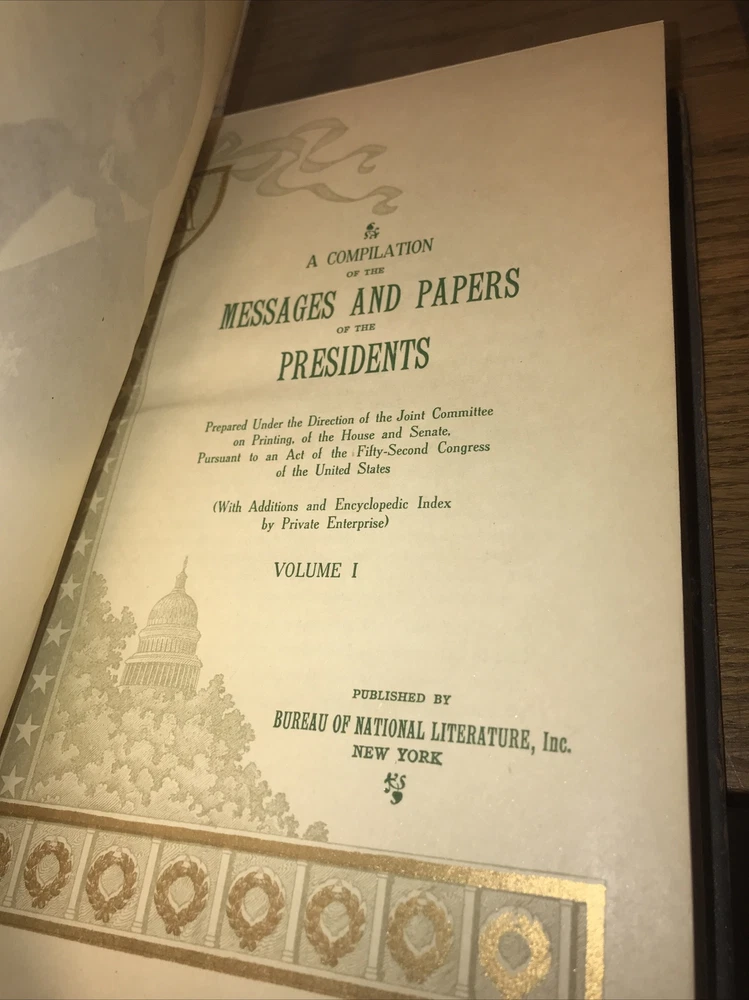 A COMPILATION
OF THE
MESSAGES AND PAPERS
OF THE
PRESIDENTS
Prepared Under the Direction of the Joint Committee
on Printing, of the House and Senate,
Pursuant to an Act of the Fifty-Second Congress
of the United States
(With Additions and Encyclopedic Index
by Private Enterprise)
VOLUME I
PUBLISHED BY
BUREAU OF NATIONAL LITERATURE, Inc.
NEW YORK